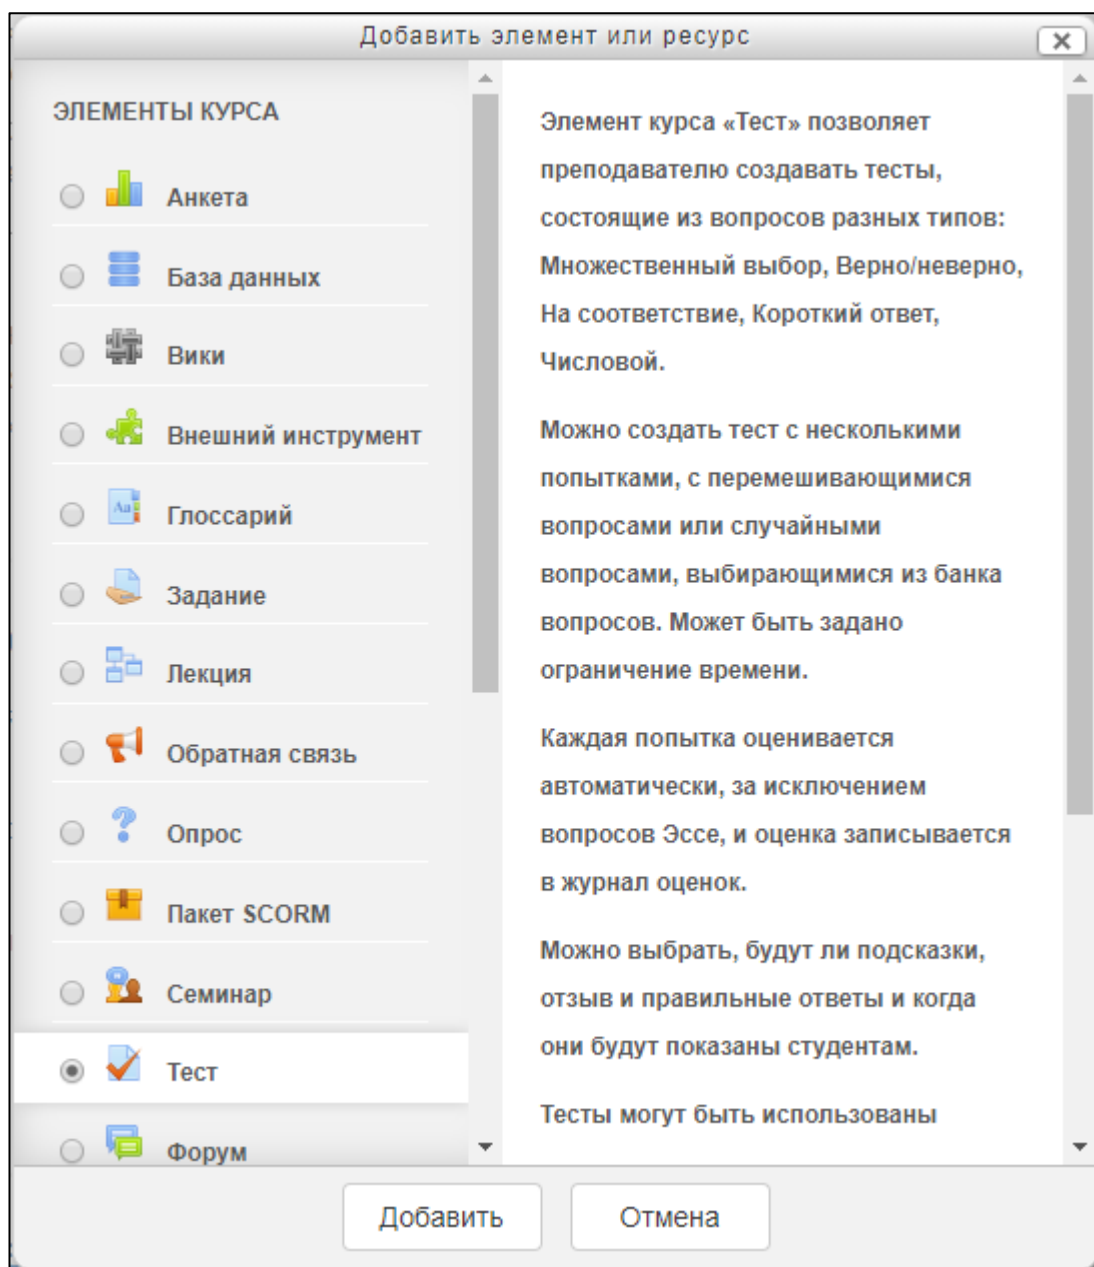 Добавить элемент или ресурс
ЭЛЕМЕНТЫ КУРСА
Анкета
База данных
Вики
Внешний инструмент
Глоссарий
Задание
Лекция
Обратная связь
Опрос
Пакет SCORM
Семинар
Тест
Форум
Элемент курса «Тест» позволяет
преподавателю создавать тесты,
состоящие из вопросов разных типов:
Множественный выбор, Верно/неверно,
На соответствие, Короткий ответ,
Числовой.
Можно создать тест с несколькими
попытками, с перемешивающимися
вопросами или случайными
вопросами, выбирающимися из банка
вопросов. Может быть задано
ограничение времени.
Каждая попытка оценивается
автоматически, за исключением
вопросов Эссе, и оценка записывается
в журнал оценок.
Можно выбрать, будут ли подсказки,
отзыв и правильные ответы и когда
они будут показаны студентам.
Тесты могут быть использованы
Добавить
Отмена